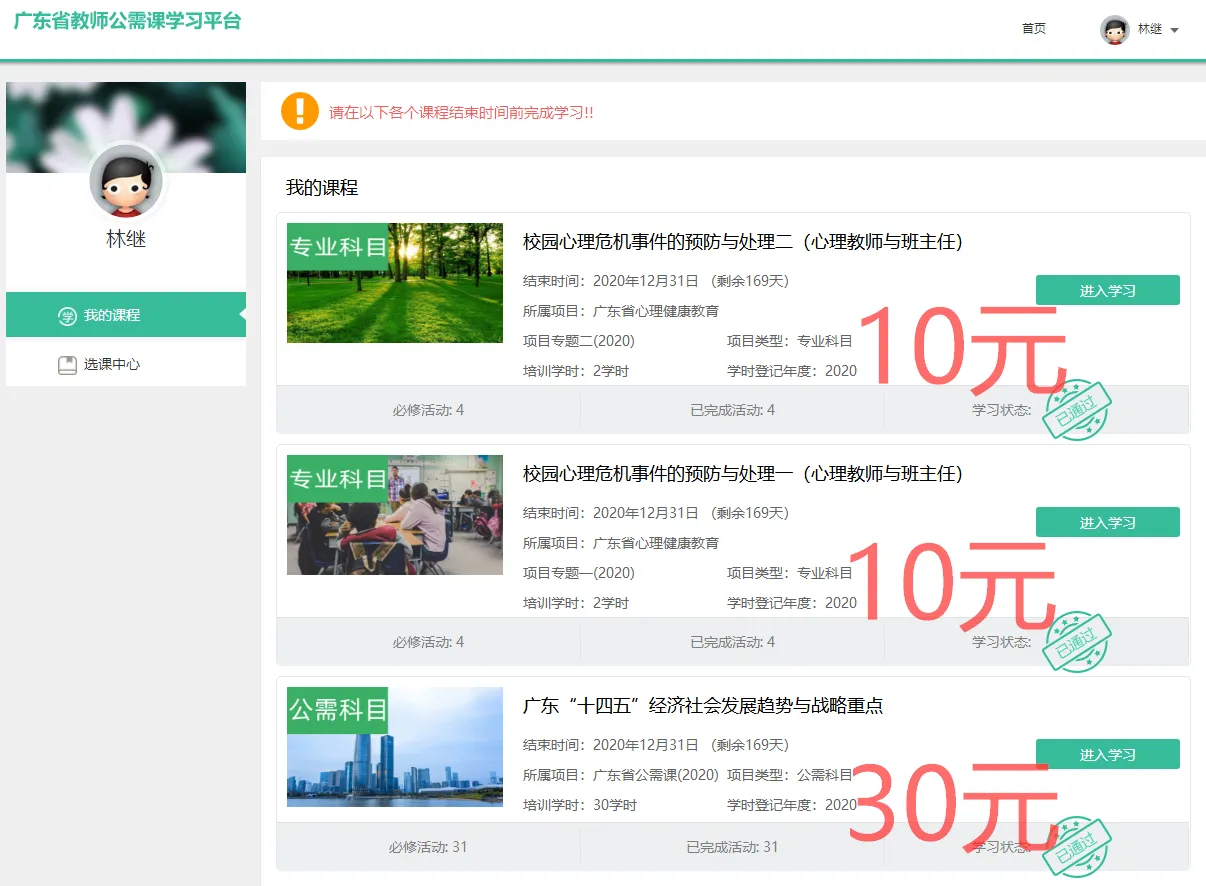 广东省教师公需课学习平台
首页
林继
请在以下各个课程结束时间前完成学习!!
林继
学 我的课程
选课中心
我的课程
专业科目
校园心理危机事件的预防与处理二（心理教师与班主任）
结束时间：2020年12月31日 （剩余169天）
进入学习
所属项目：广东省心理健康教育
项目专题二(2020) 项目类型：专业科目
培训学时：2学时 学时登记年度：2020
10元
必修活动: 4 已完成活动: 4 学习状态: 已通过
专业科目
校园心理危机事件的预防与处理一（心理教师与班主任）
结束时间：2020年12月31日 （剩余169天）
进入学习
所属项目：广东省心理健康教育
项目专题一(2020) 项目类型：专业科目
培训学时：2学时 学时登记年度：2020
10元
必修活动: 4 已完成活动: 4 学习状态: 已通过
公需科目
广东“十四五”经济社会发展趋势与战略重点
结束时间：2020年12月31日 （剩余169天）
进入学习
所属项目：广东省公需课(2020) 项目类型：公需科目
培训学时：30学时 学时登记年度：2020
30元
必修活动: 31 已完成活动: 31 学习状态: 已通过